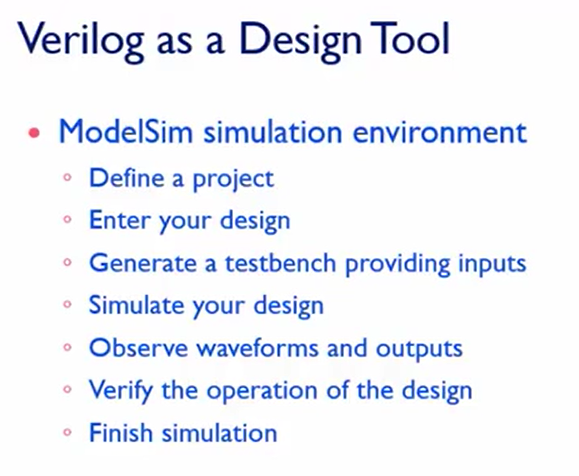 Verilog as a Design Tool
ModelSim simulation environment
Define a project
Enter your design
Generate a testbench providing inputs
Simulate your design
Observe waveforms and outputs
Verify the operation of the design
Finish simulation